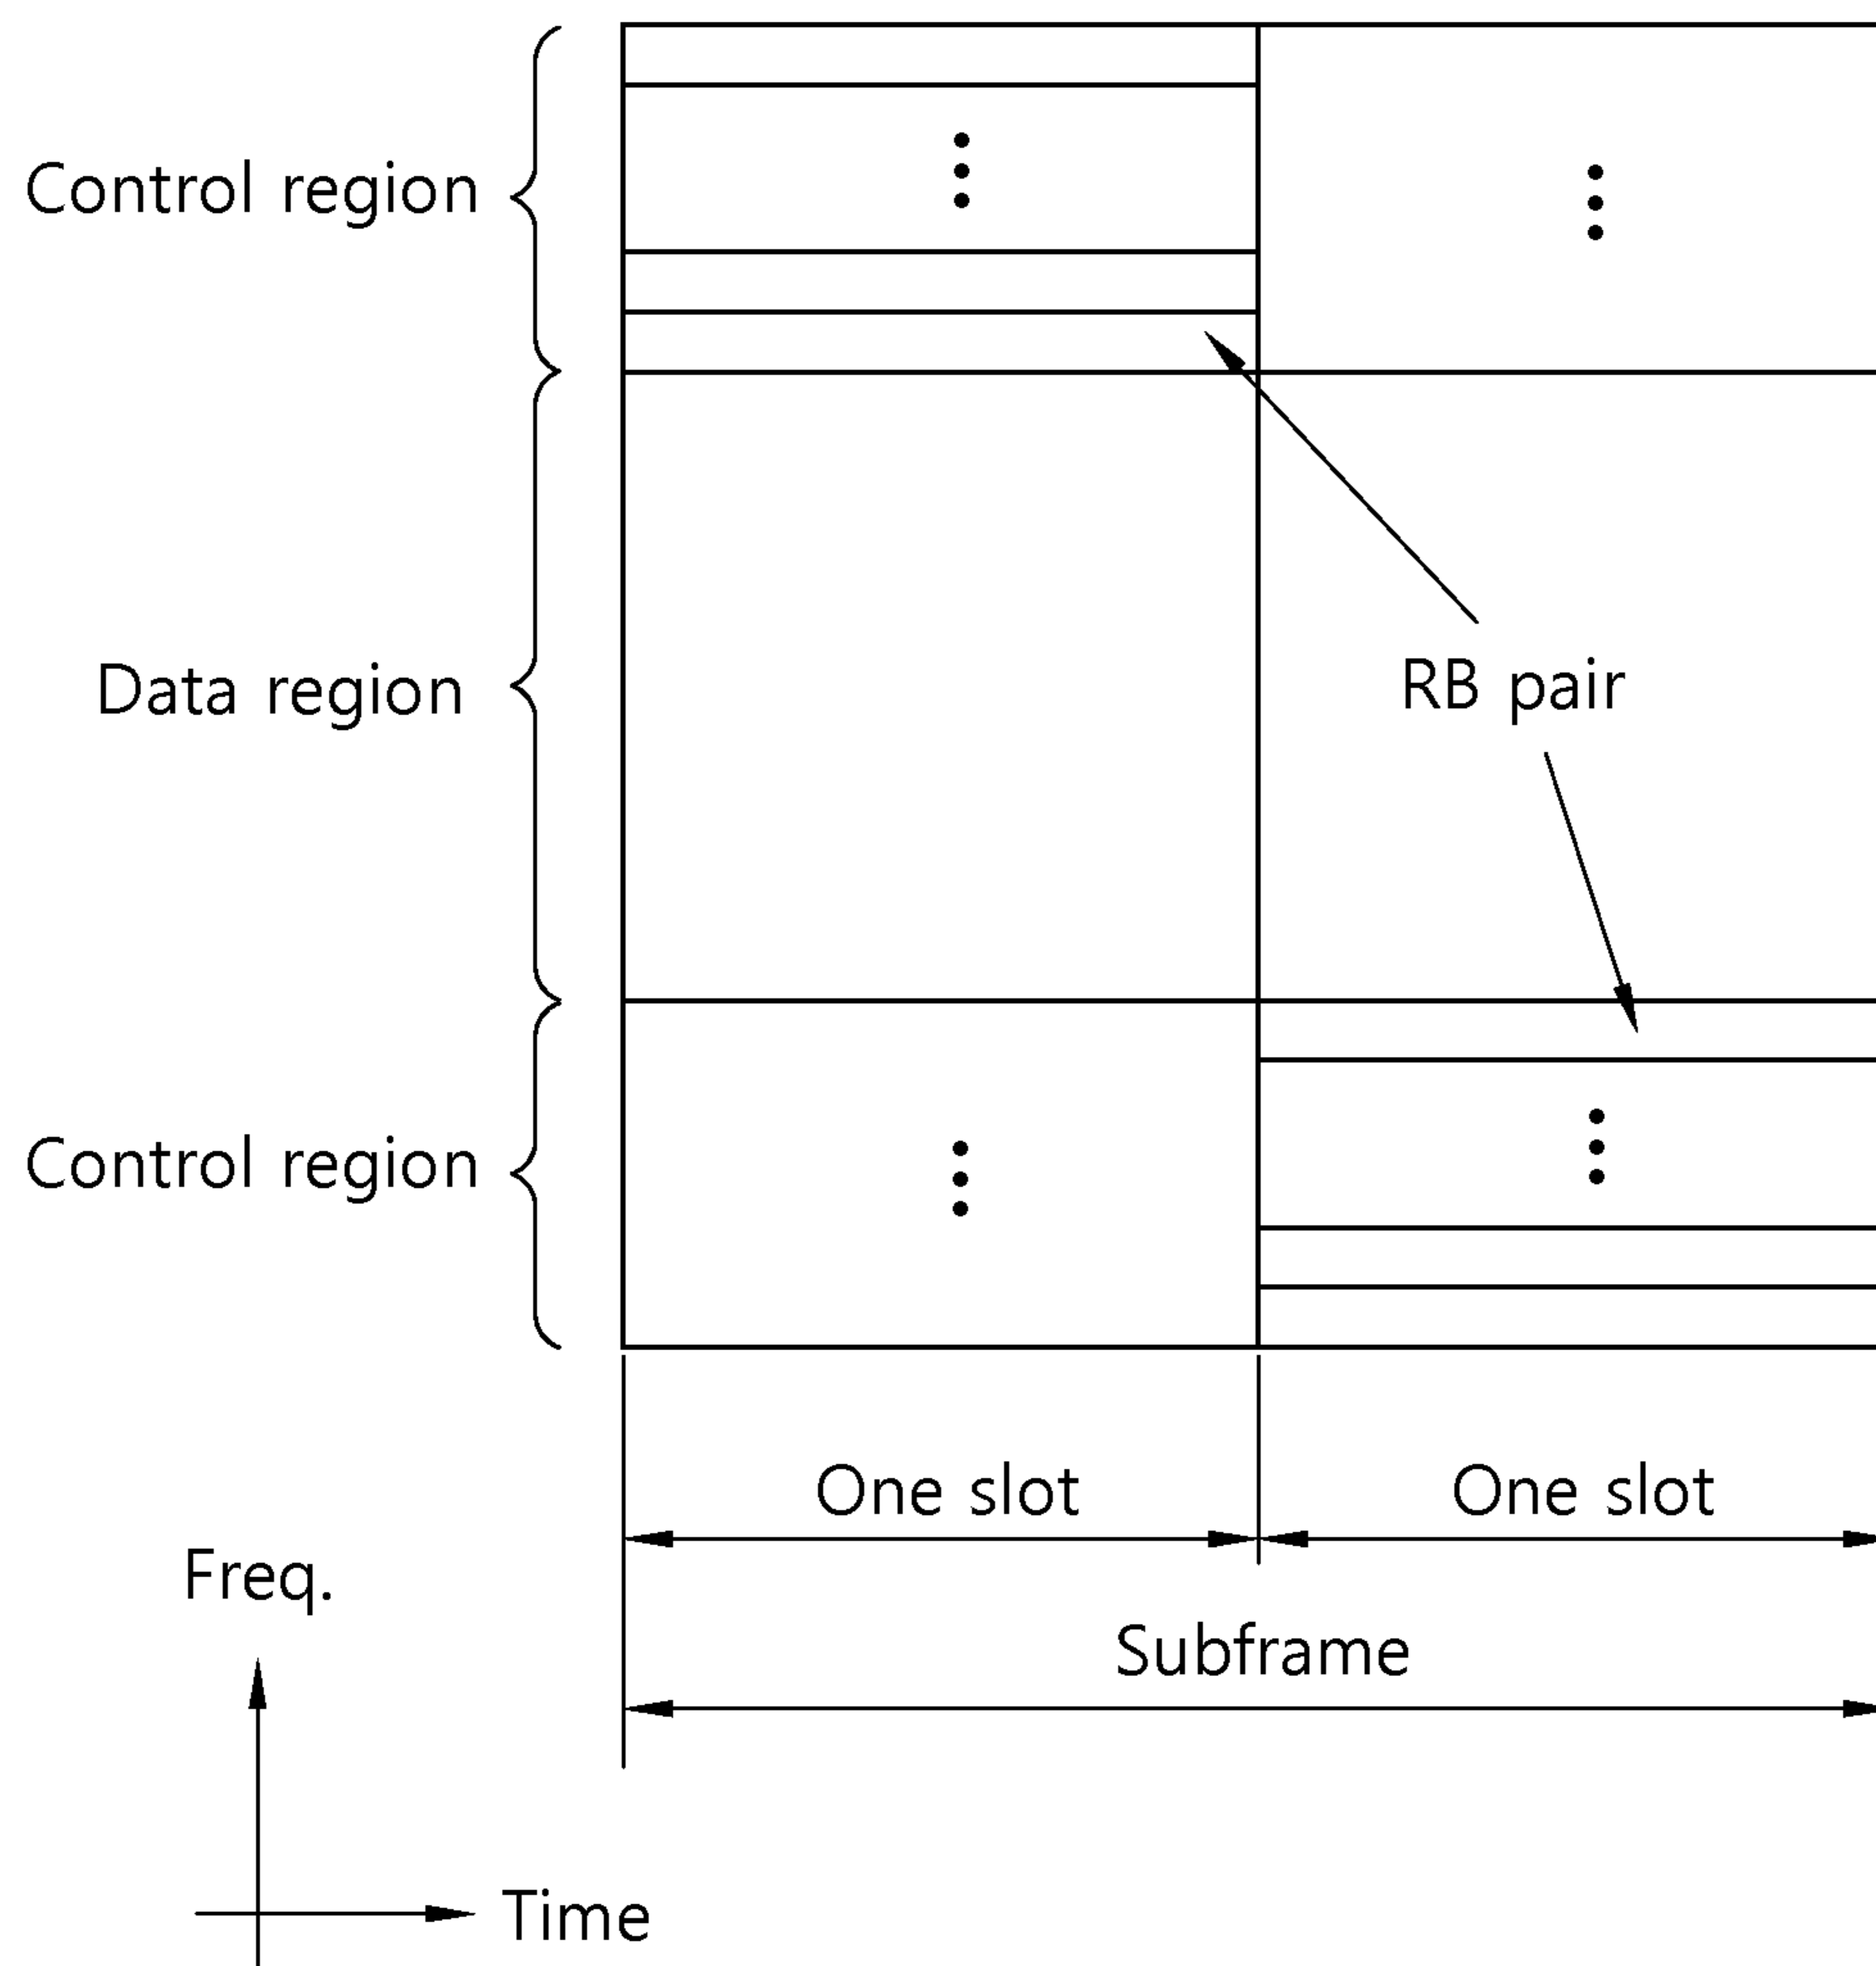 Control region
Data region
RB pair
Control region
One slot
One slot
Freq.
Subframe
Time